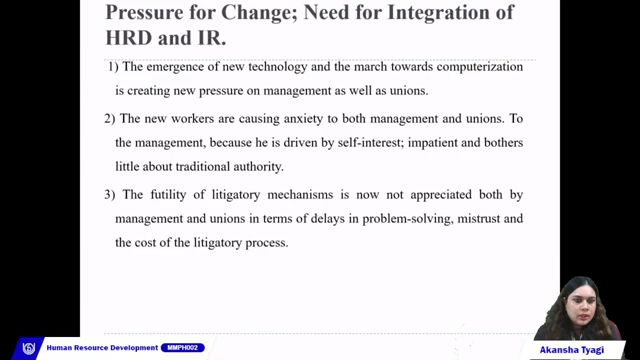 Pressure for Change; Need for Integration of
HRD and IR.
1) The emergence of new technology and the march towards computerization
is creating new pressure on management as well as unions.
2) The new workers are causing anxiety to both management and unions. To
the management, because he is driven by self-interest; impatient and bothers
little about traditional authority.
3) The futility of litigatory mechanisms is now not appreciated both by
management and unions in terms of delays in problem-solving, mistrust and
the cost of the litigatory process.
Human Resource Development MMPH002
Akansha Tyagi